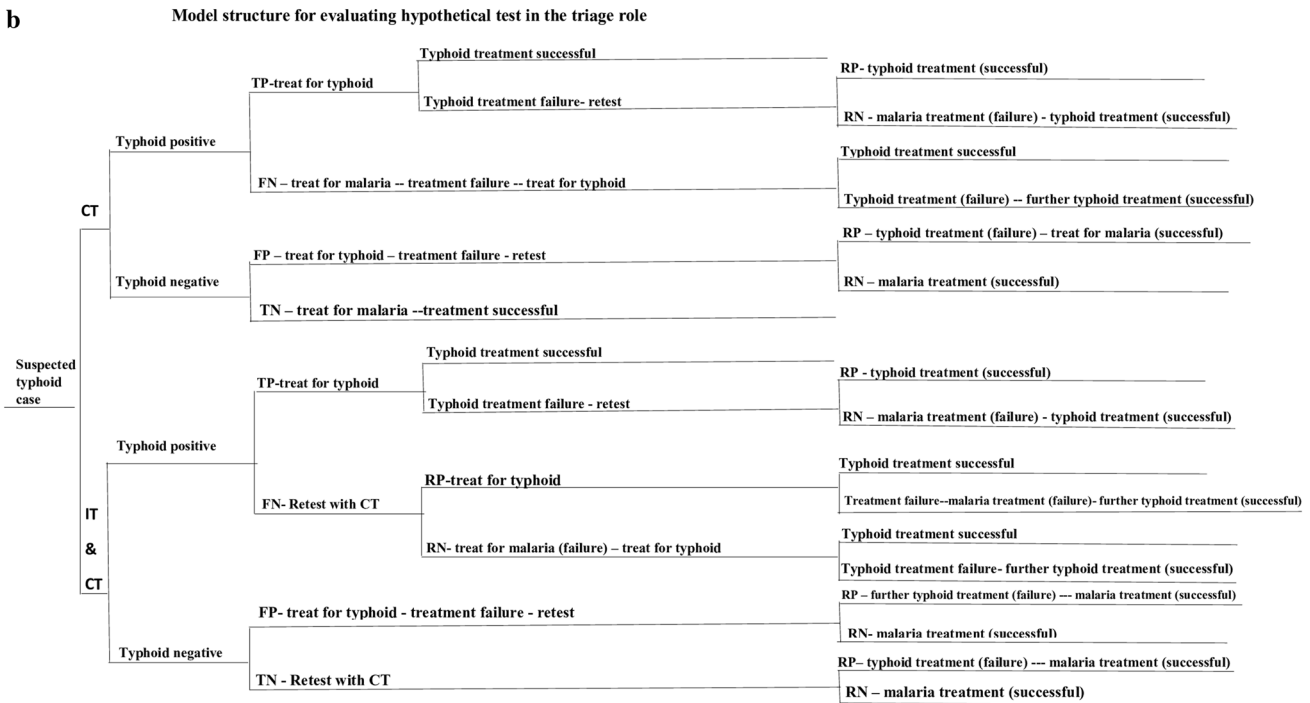 b
Model structure for evaluating hypothetical test in the triage role
Typhoid treatment successful
RP- typhoid treatment (successful)
TP-treat for typhoid
Typhoid treatment failure- retest
RN - malaria treatment (failure) - typhoid treatment (successful)
Typhoid positive
Typhoid treatment successful
FN – treat for malaria -- treatment failure -- treat for typhoid
Typhoid treatment (failure) -- further typhoid treatment (successful)
CT
RP – typhoid treatment (failure) – treat for malaria (successful)
FP – treat for typhoid – treatment failure - retest
Typhoid negative
RN – malaria treatment (successful)
TN – treat for malaria --treatment successful
Suspected
typhoid
case
Typhoid treatment successful
RP - typhoid treatment (successful)
TP-treat for typhoid
Typhoid treatment failure - retest
RN – malaria treatment (failure) - typhoid treatment (successful)
Typhoid positive
Typhoid treatment successful
RP-treat for typhoid
Treatment failure--malaria treatment (failure)- further typhoid treatment (successful)
FN- Retest with CT
IT
&
CT
Typhoid treatment successful
RN- treat for malaria (failure) – treat for typhoid
Typhoid treatment failure- further typhoid treatment (successful)
RP – further typhoid treatment (failure) --- malaria treatment (successful)
FP- treat for typhoid - treatment failure - retest
RN- malaria treatment (successful)
Typhoid negative
RP– typhoid treatment (failure) --- malaria treatment (successful)
TN - Retest with CT
RN – malaria treatment (successful)